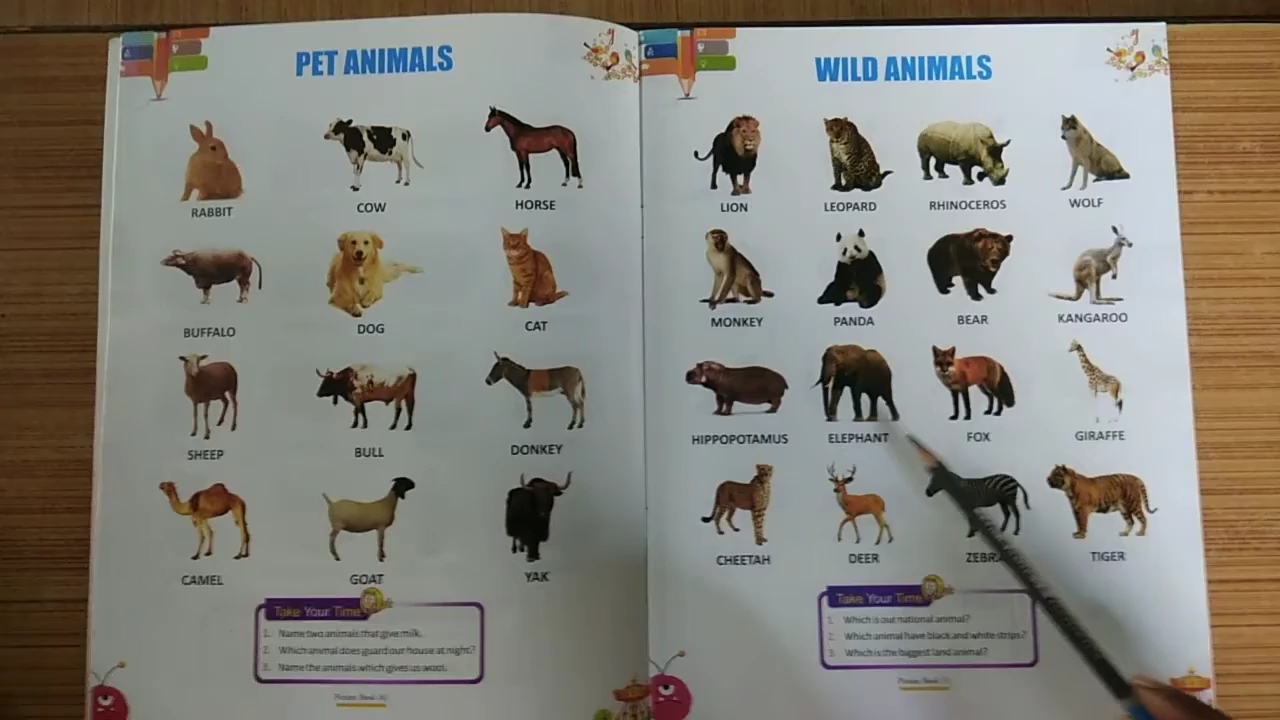 PET ANIMALS
RABBIT
COW
HORSE
BUFFALO
DOG
CAT
SHEEP
BULL
DONKEY
CAMEL
GOAT
YAK
Take Your Time
1. Name two animals that give milk.
2. Which animal does guard our house at night?
3. Name the animals which gives us wool.
WILD ANIMALS
LION
LEOPARD
RHINOCEROS
WOLF
MONKEY
PANDA
BEAR
KANGAROO
HIPPOPOTAMUS
ELEPHANT
FOX
GIRAFFE
CHEETAH
DEER
ZEBRA
TIGER
Take Your Time
1. Which is out national animal?
2. Which animal have black and white strips?
3. Which is the biggest land animal?